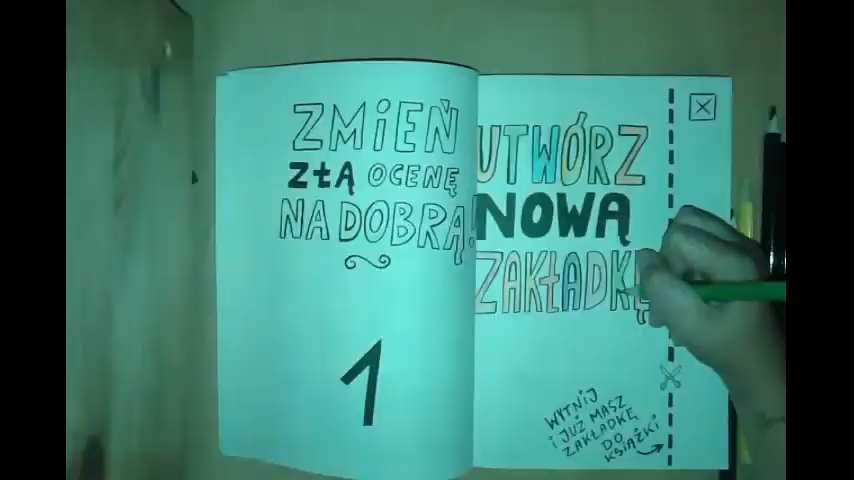 ZMiEŃ
ZŁĄ OCENĘ
NA DOBRĄ!
1
UTWÓRZ
NOWĄ
ZAKŁADKĘ
WYTNIJ
i JUŻ MASZ
ZAKŁADKĘ
DO
KSIĄŻKI